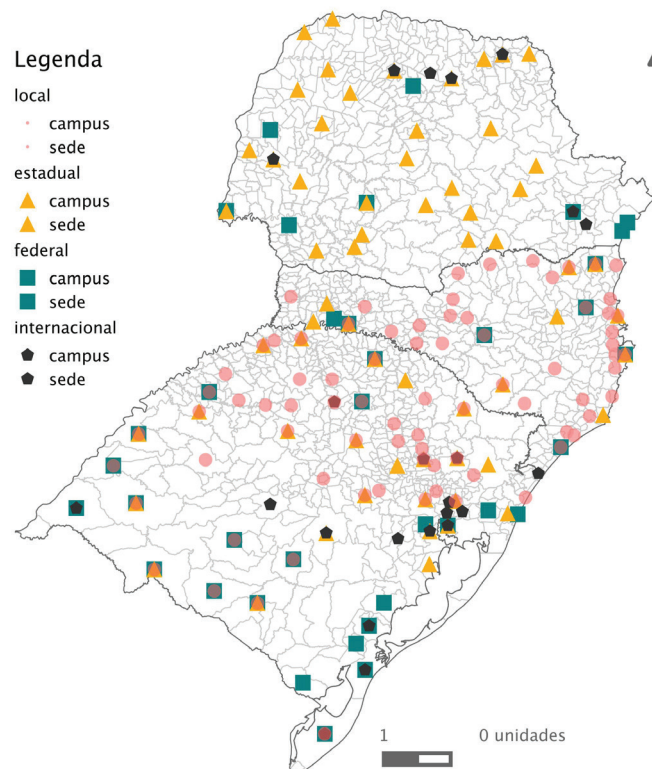 Legenda
local
campus
sede
estadual
campus
sede
federal
campus
sede
internacional
campus
sede
1 0 unidades